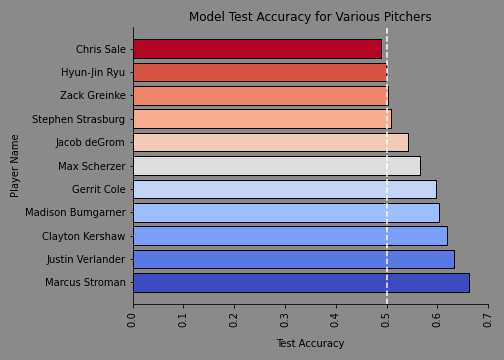 Model Test Accuracy for Various Pitchers
Chris Sale
Hyun-Jin Ryu
Zack Greinke
Stephen Strasburg
Jacob deGrom
Max Scherzer
Gerrit Cole
Madison Bumgarner
Clayton Kershaw
Justin Verlander
Marcus Stroman
Player Name
0.0 0.1 0.2 0.3 0.4 0.5 0.6 0.7
Test Accuracy